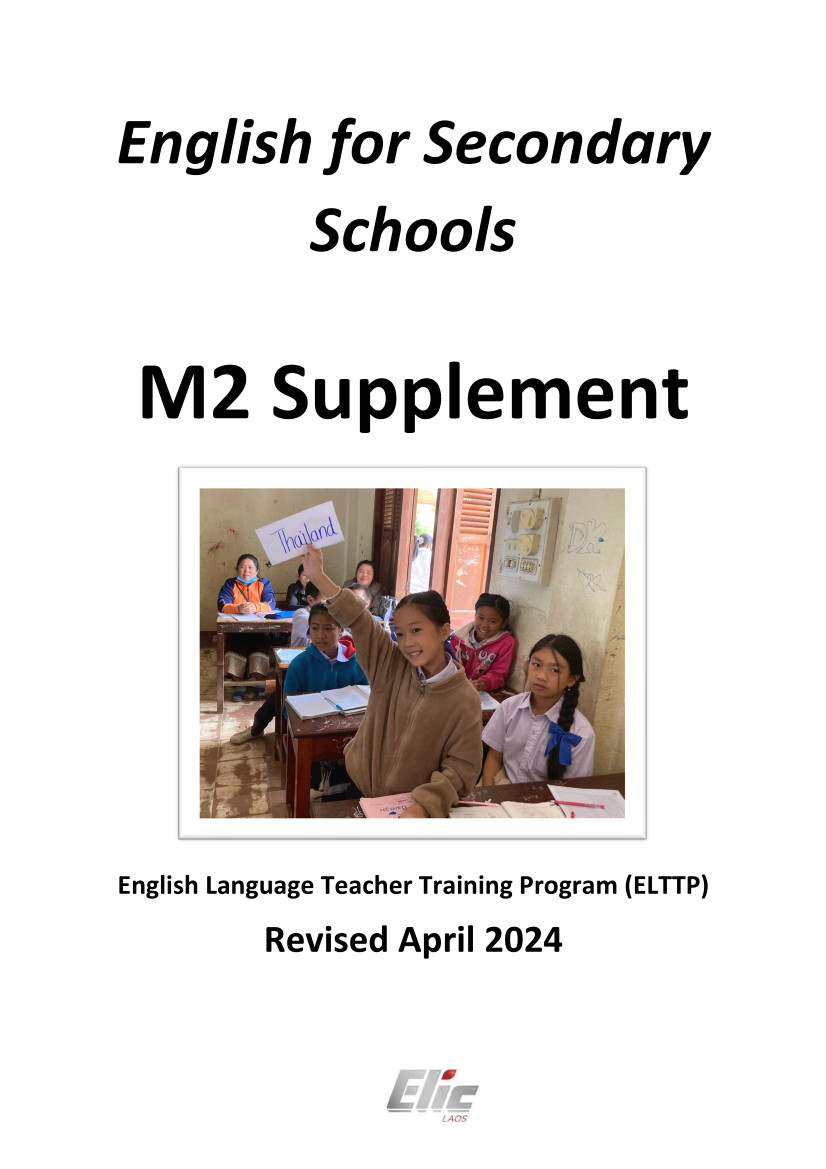 English for Secondary
Schools
M2 Supplement
Thailand
English Language Teacher Training Program (ELTTP)
Revised April 2024
Elic
LAOS